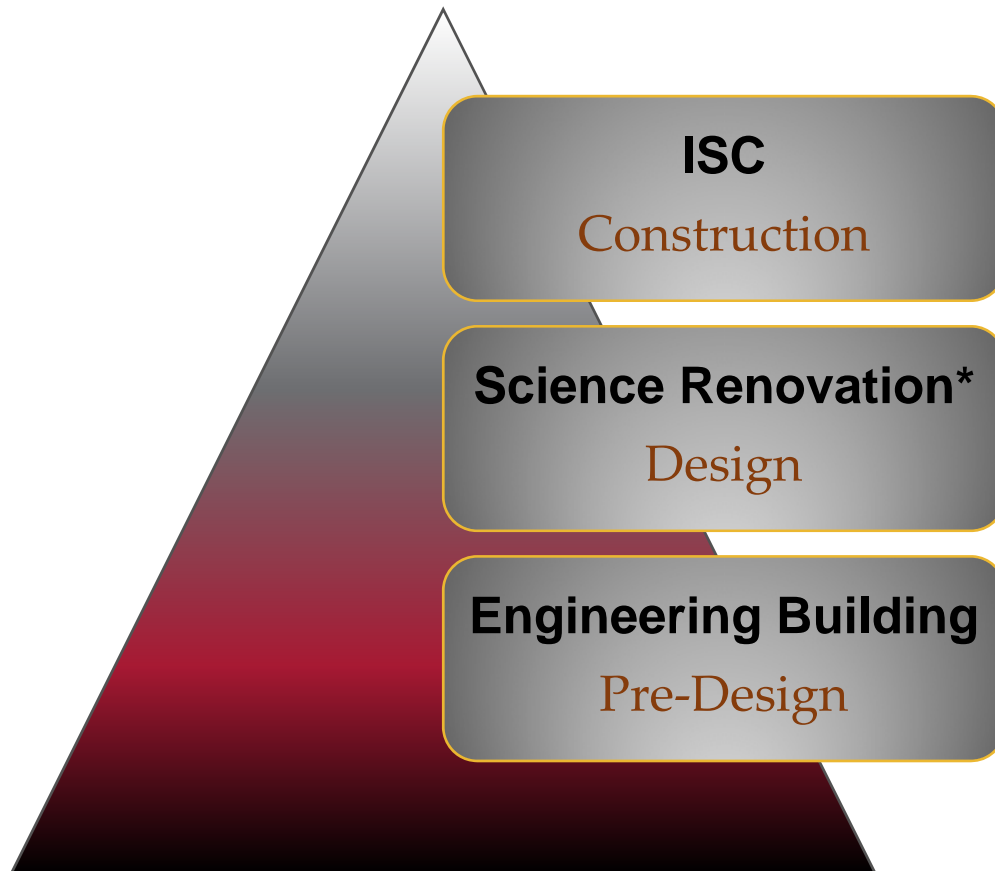 ISC
Construction
Science Renovation*
Design
Engineering Building
Pre-Design